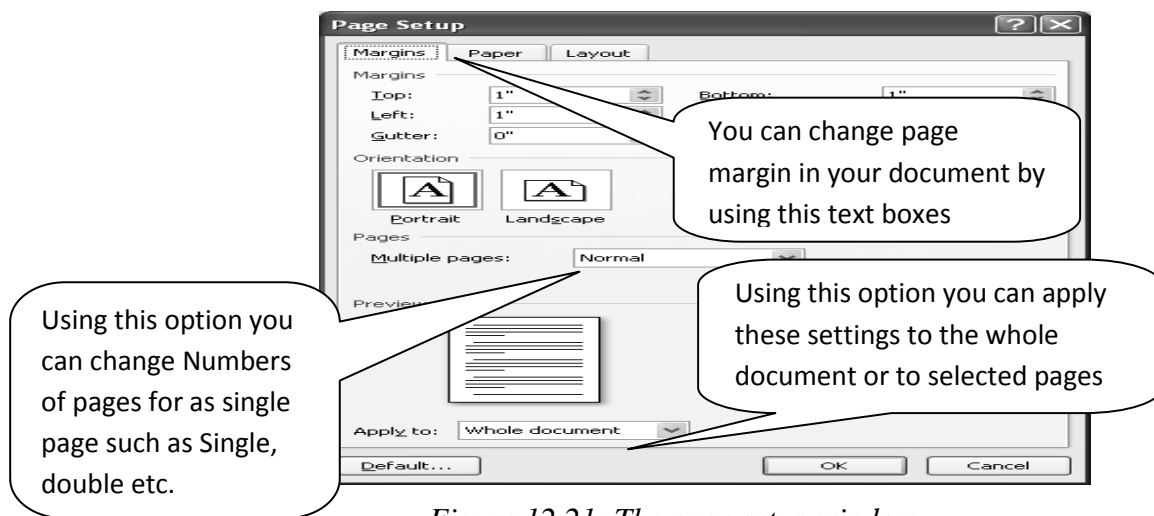 Page Setup
Margins Paper Layout
Margins
Top: 1" Bottom: 1"
Left: 1"
Gutter: 0"
You can change page
margin in your document by
using this text boxes
Orientation
Portrait Landscape
Pages
Multiple pages: Normal
Using this option you can apply
these settings to the whole
document or to selected pages
Preview
Using this option you
can change Numbers
of pages for as single
page such as Single,
double etc.
Apply to: Whole document
Default... OK Cancel